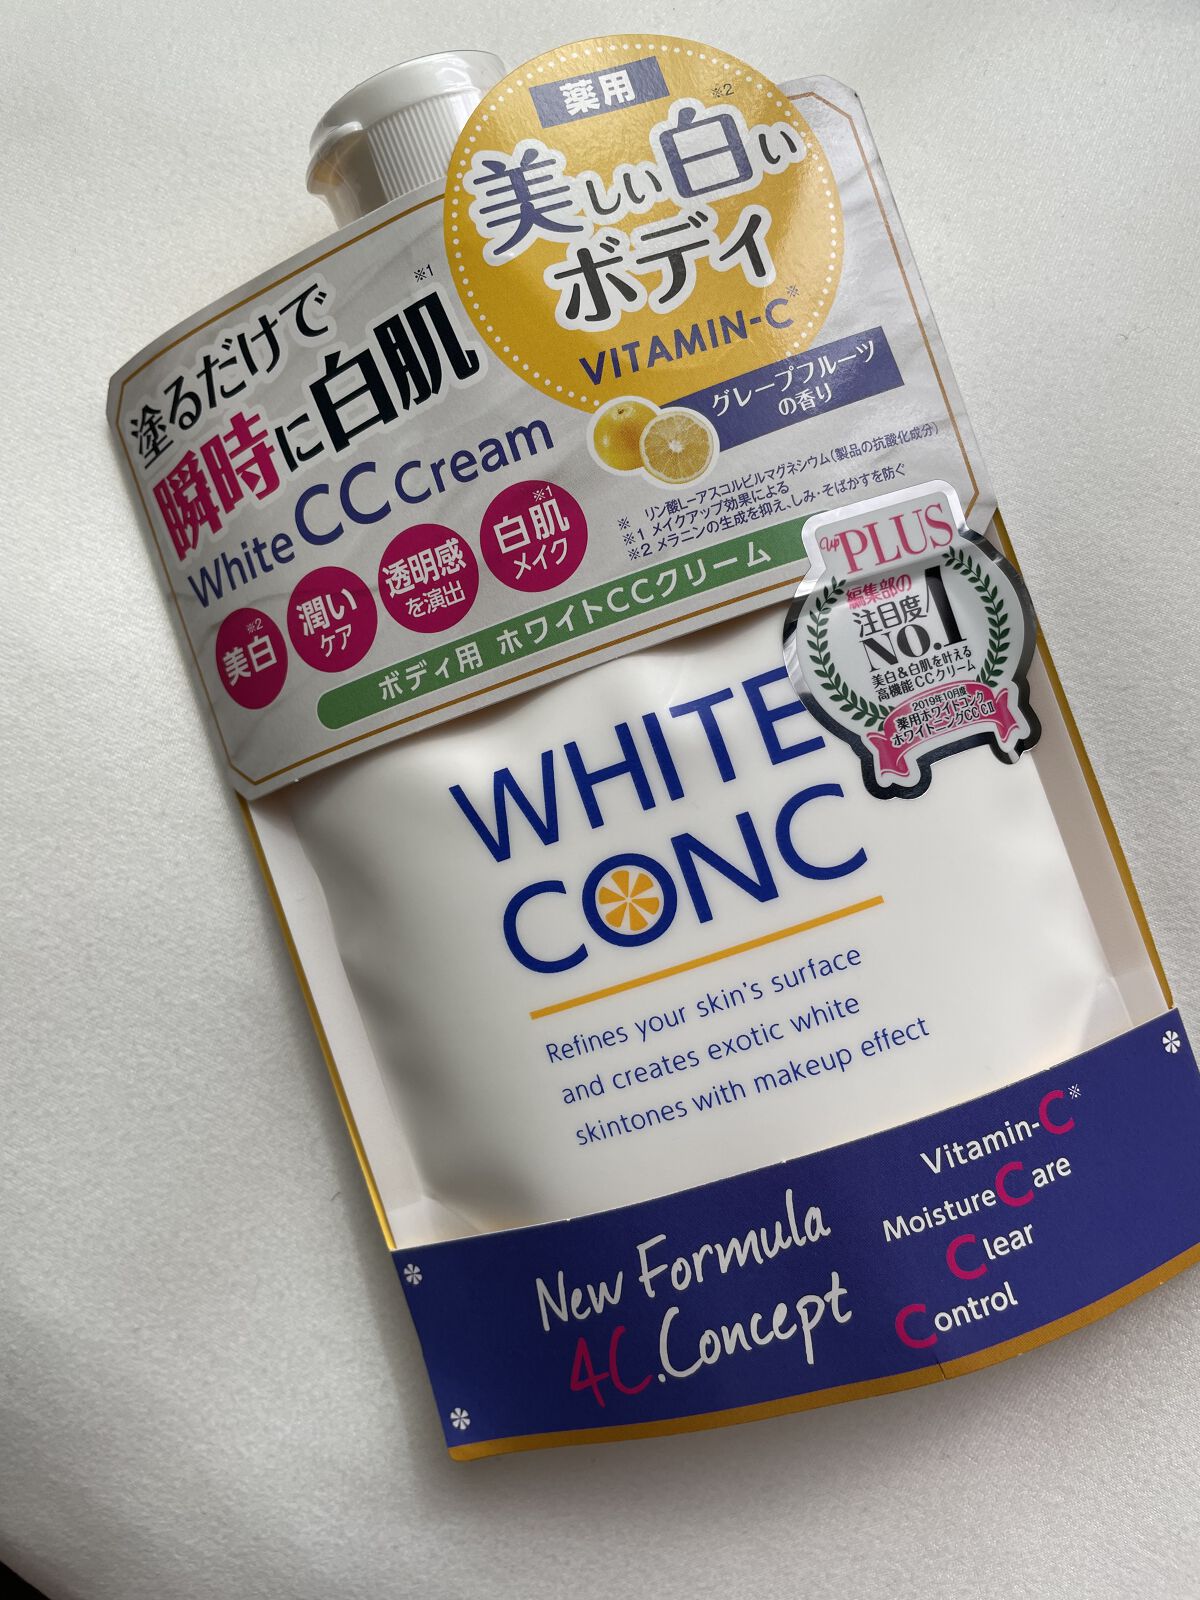 薬用
美しい白い※2
ボディ
VITAMIN-C※
グレープフルーツ
の香り
塗るだけで
瞬時に白肌※1
White CC Cream
美白※2
潤い
ケア
透明感
を演出
白肌※1
メイク
※ リン酸L-アスコルビルマグネシウム(製品の抗酸化成分)
※1 メイクアップ効果による
※2 メラニンの生成を抑え、しみ・そばかすを防ぐ
ボディ用 ホワイトCCクリーム
up PLUS
編集部の
注目度
NO.1
美白&白肌を叶える
高機能CCクリーム
2019年10月度
薬用ホワイトコンク
ホワイトニングCC CⅡ
WHITE
CONC
Refines your skin's surface
and creates exotic white
skintones with makeup effect
New Formula
4C.Concept
Vitamin-C※
MoistureCare
Clear
Control